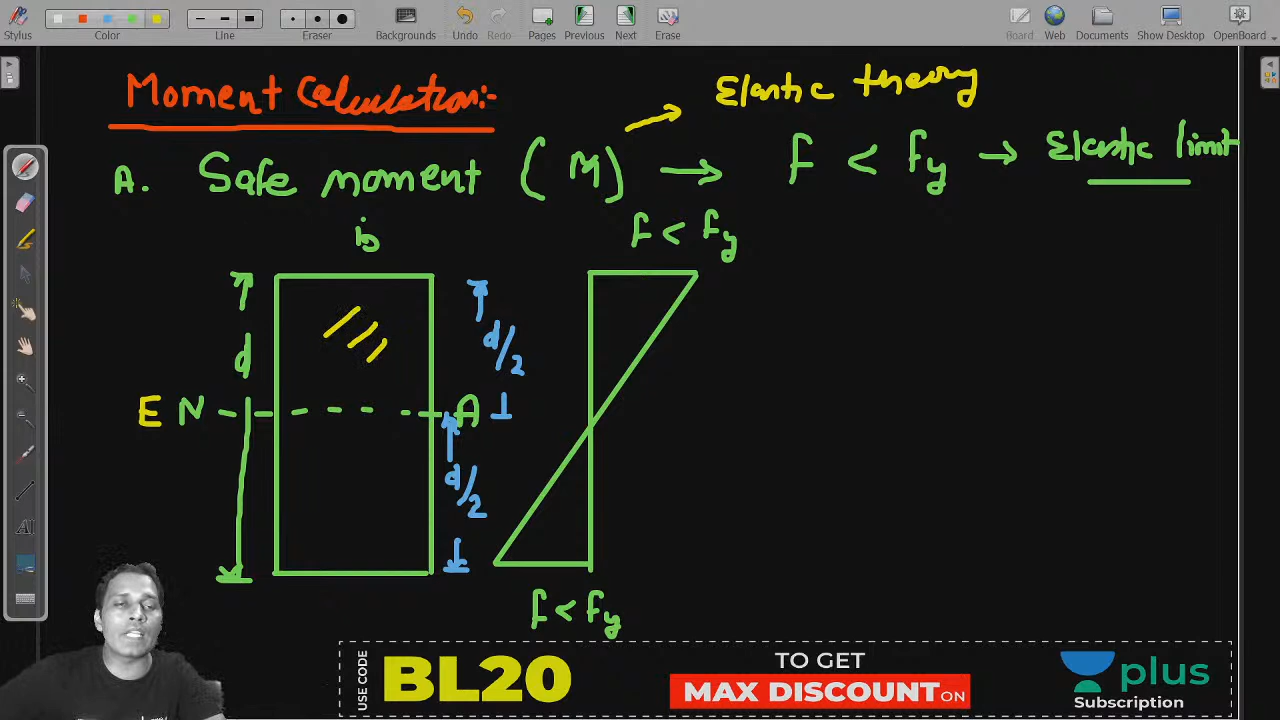 Stylus
Color
Line
Eraser
Backgrounds
Undo
Redo
Pages
Previous
Next
Erase
Board
Web
Documents
Show Desktop
OpenBoard
Moment Calculation:-
Elastic theory
A. Safe moment (M) → f < fy → Elastic limit
b
f < fy
d
d/2
E N A
d/2
f < fy
AI
USE CODE
BL20
TO GET
MAX DISCOUNT ON
plus
Subscription